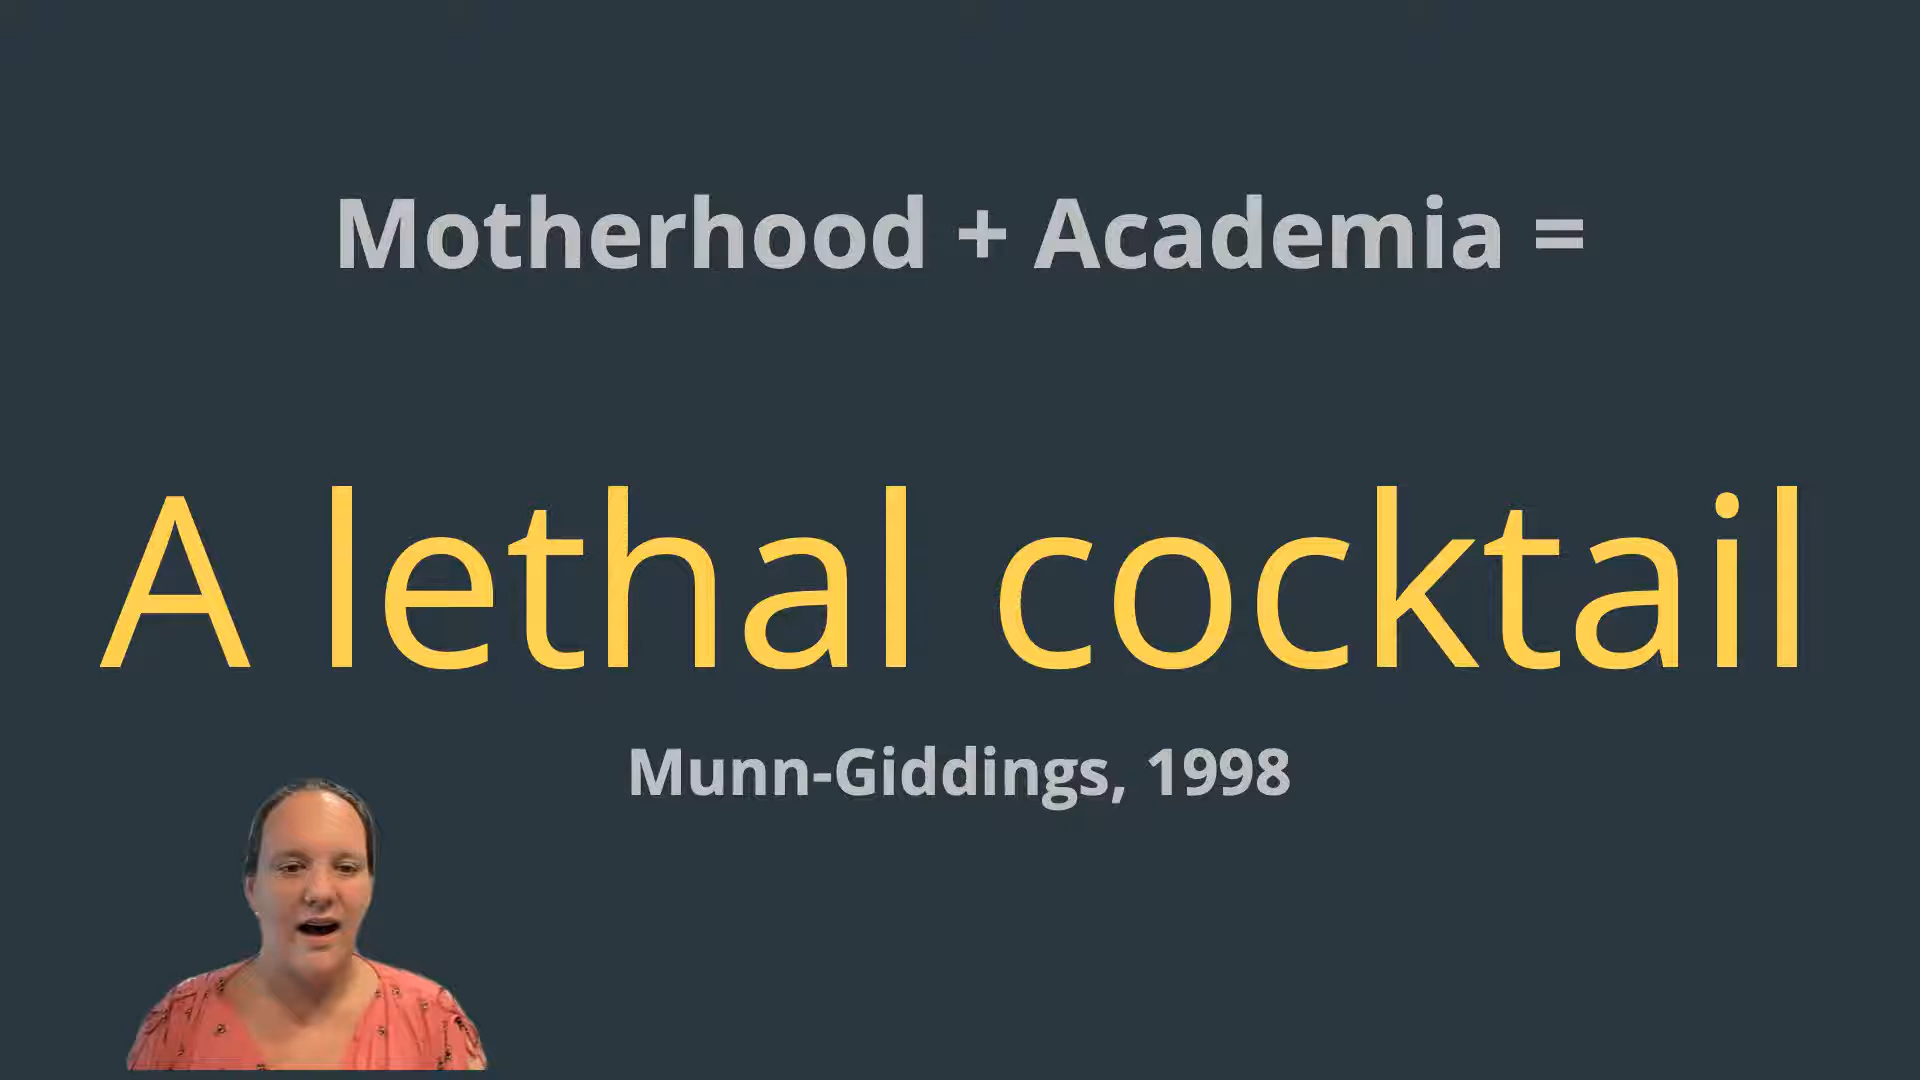 Motherhood + Academia =
A lethal cocktail
Munn-Giddings, 1998